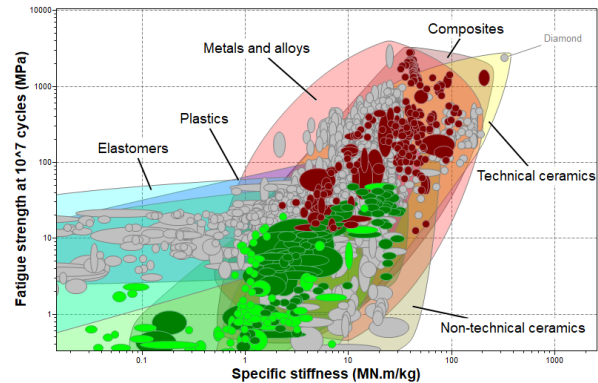 Fatigue strength at 10^7 cycles (MPa)
10000
1000
100
10
1
Metals and alloys
Composites
Diamond
Plastics
Elastomers
Technical ceramics
Non-technical ceramics
0.1
1
10
100
1000
Specific stiffness (MN.m/kg)